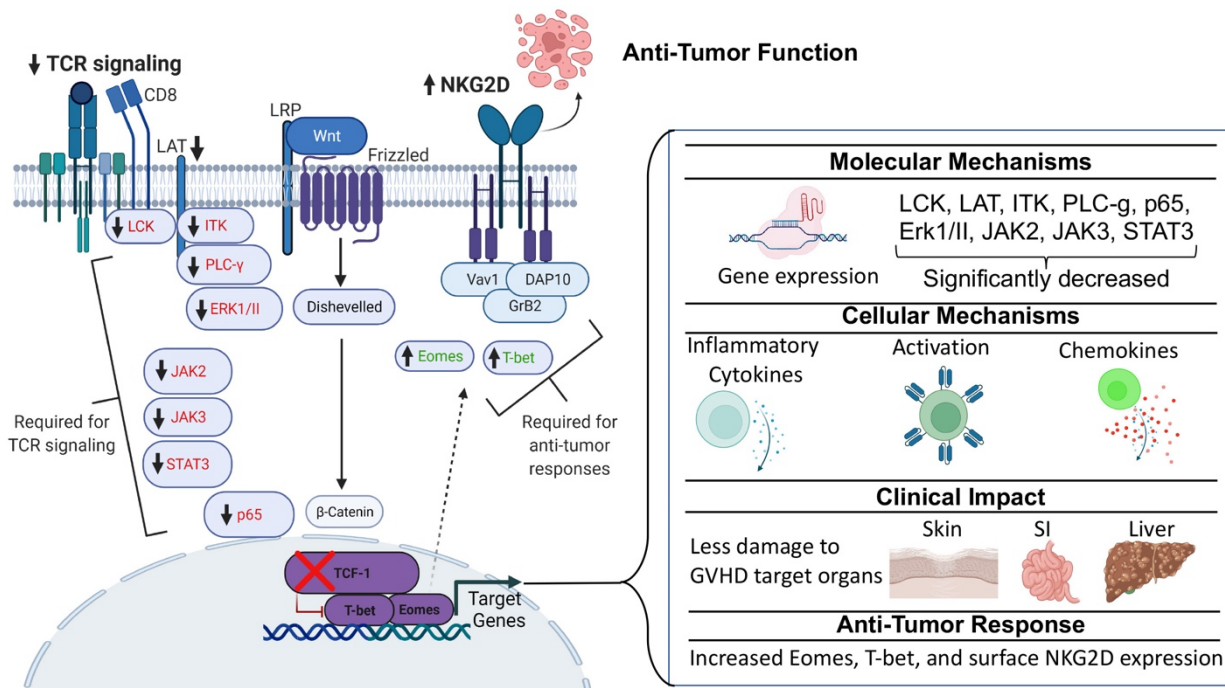 Anti-Tumor Function
↓ TCR signaling
CD8
LAT ↓
LRP
Wnt
Frizzled
↑ NKG2D
↓ LCK
↓ ITK
↓ PLC-γ
↓ ERK1/II
Dishevelled
Vav1
DAP10
GrB2
↑ Eomes
↑ T-bet
↓ JAK2
↓ JAK3
↓ STAT3
Required for
TCR signaling
Required for
anti-tumor
responses
↓ p65
β-Catenin
TCF-1
T-bet
Eomes
Target
Genes
Molecular Mechanisms
Gene expression
LCK, LAT, ITK, PLC-g, p65,
Erk1/II, JAK2, JAK3, STAT3
Significantly decreased
Cellular Mechanisms
Inflammatory
Cytokines
Activation
Chemokines
Clinical Impact
Less damage to
GVHD target organs
Skin
SI
Liver
Anti-Tumor Response
Increased Eomes, T-bet, and surface NKG2D expression